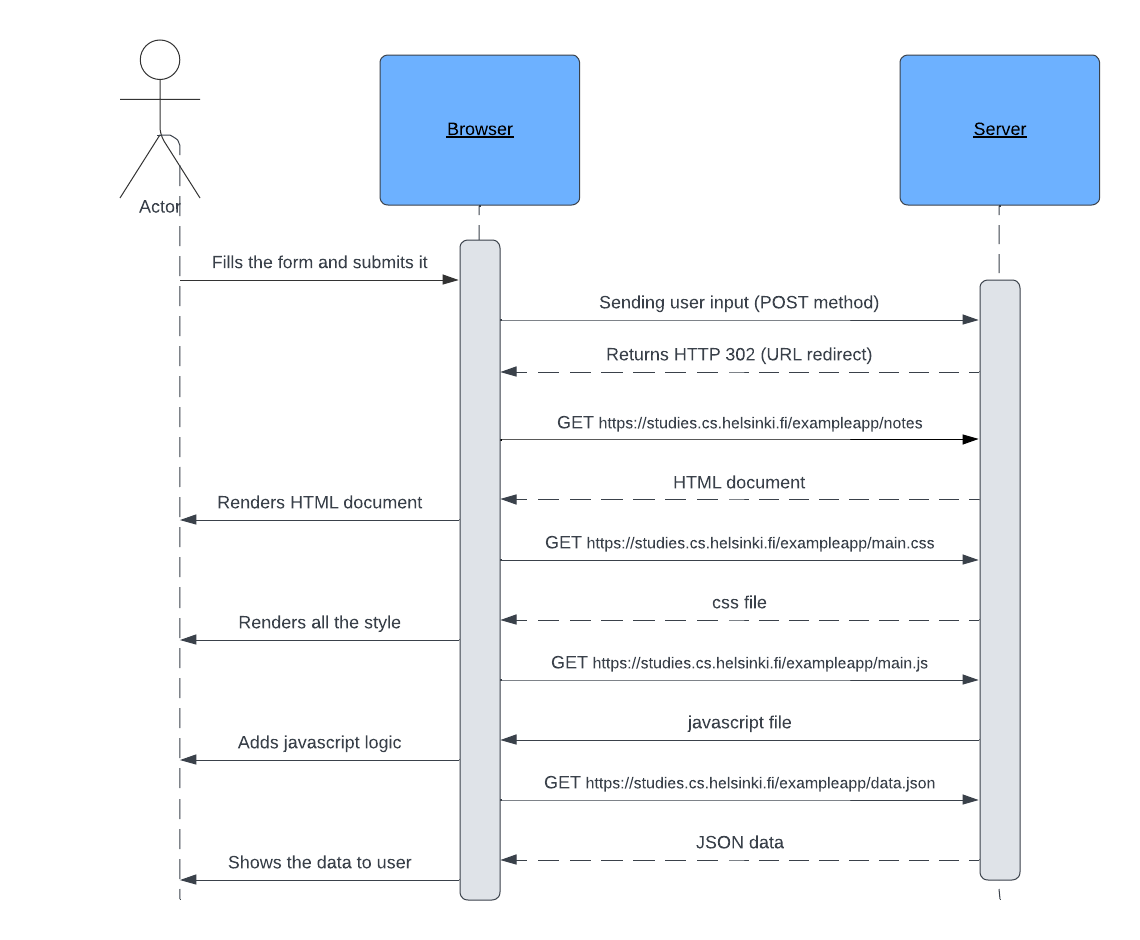 Browser
Server
Actor
Fills the form and submits it
Sending user input (POST method)
Returns HTTP 302 (URL redirect)
GET https://studies.cs.helsinki.fi/exampleapp/notes
HTML document
Renders HTML document
GET https://studies.cs.helsinki.fi/exampleapp/main.css
css file
Renders all the style
GET https://studies.cs.helsinki.fi/exampleapp/main.js
javascript file
Adds javascript logic
GET https://studies.cs.helsinki.fi/exampleapp/data.json
JSON data
Shows the data to user